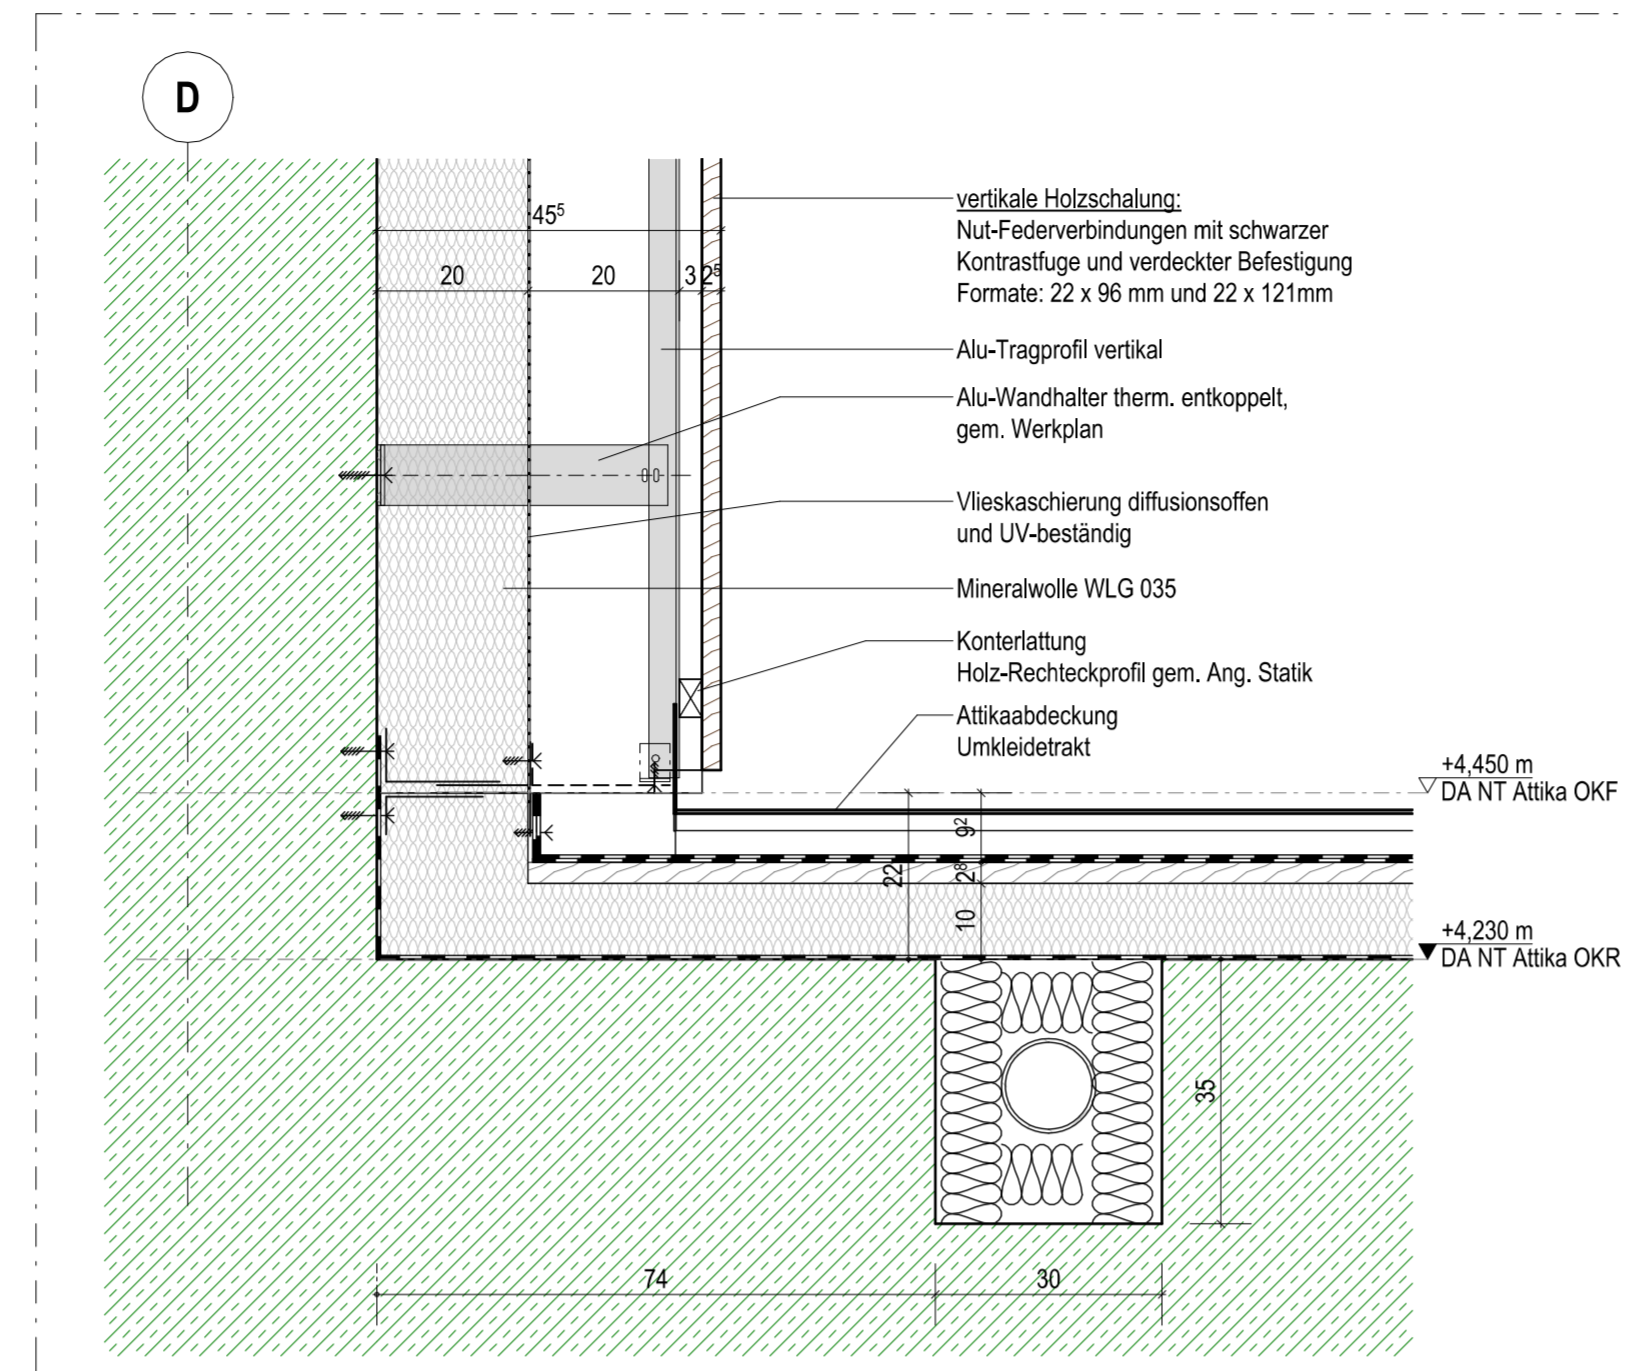 D
45⁵
20
20
3
2⁵
vertikale Holzschalung:
Nut-Federverbindungen mit schwarzer
Kontrastfuge und verdeckter Befestigung
Formate: 22 x 96 mm und 22 x 121mm
Alu-Tragprofil vertikal
Alu-Wandhalter therm. entkoppelt,
gem. Werkplan
Vlieskaschierung diffusionsoffen
und UV-beständig
Mineralwolle WLG 035
Konterlattung
Holz-Rechteckprofil gem. Ang. Statik
Attikaabdeckung
Umkleidetrakt
+4,450 m
DA NT Attika OKF
9²
22
2⁸
10
+4,230 m
DA NT Attika OKR
35
74
30